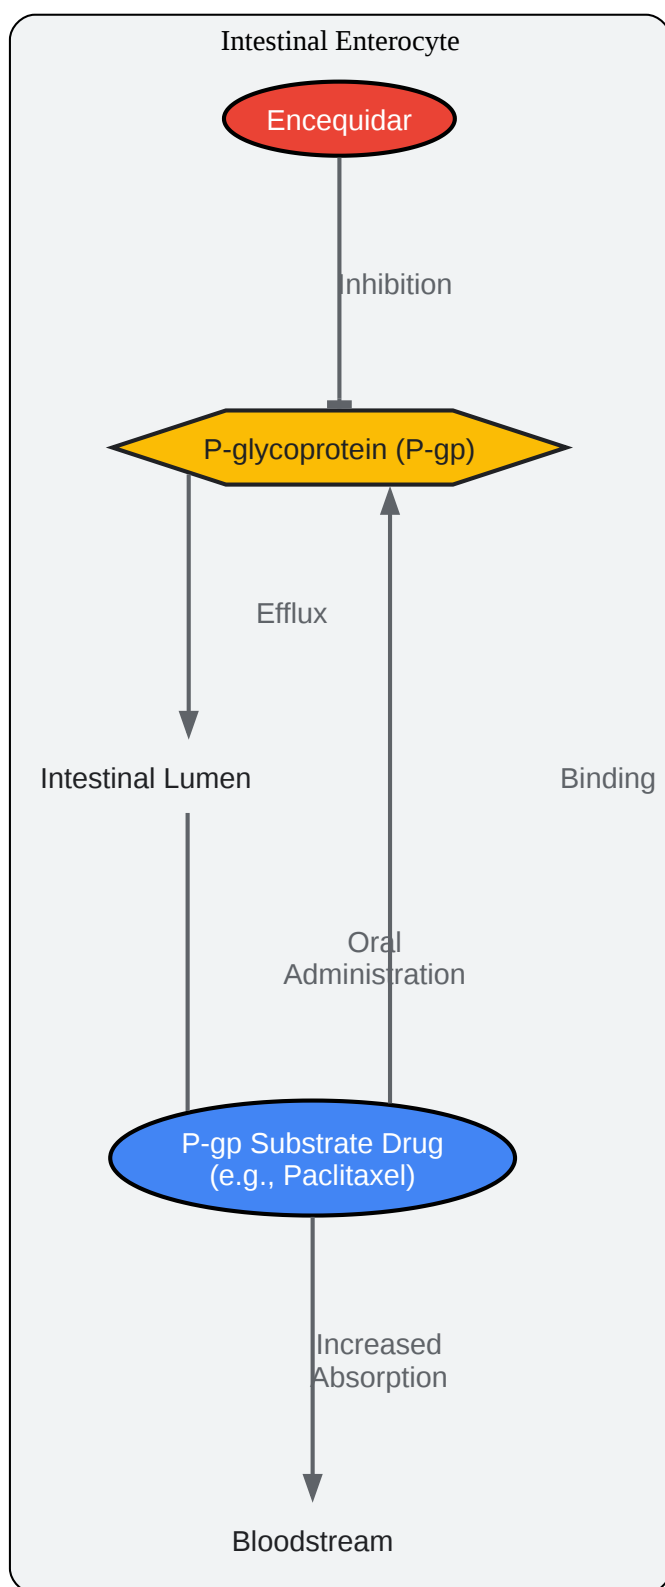 Intestinal Enterocyte
Encequidar
Inhibition
P-glycoprotein (P-gp)
Efflux
Intestinal Lumen
Binding
Oral
Administration
P-gp Substrate Drug
(e.g., Paclitaxel)
Increased
Absorption
Bloodstream